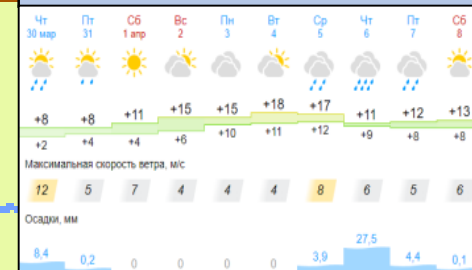 Чт Пт Сб Вс Пн Вт Ср Чт Пт Сб
30 мар 31 1 апр 2 3 4 5 6 7 8
+8 +8 +11 +15 +15 +18 +17 +11 +12 +13
+2 +4 +4 +6 +10 +11 +12 +9 +8 +8
Максимальная скорость ветра, м/с
12 5 7 4 4 4 8 6 5 6
Осадки, мм
8,4 0,2 0 0 0 0 3,9 27,5 4,4 0,1